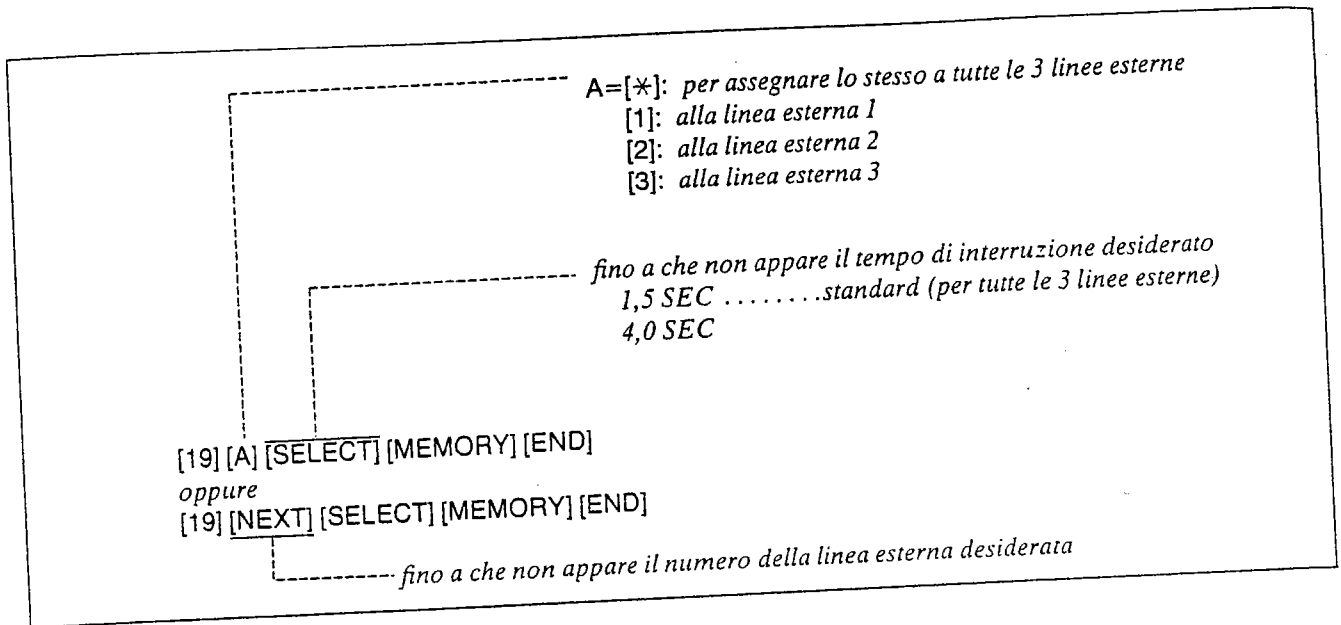 A=[✳]: per assegnare lo stesso a tutte le 3 linee esterne
[1]: alla linea esterna 1
[2]: alla linea esterna 2
[3]: alla linea esterna 3
fino a che non appare il tempo di interruzione desiderato
1,5 SEC ........standard (per tutte le 3 linee esterne)
4,0 SEC
[19] [A] [SELECT] [MEMORY] [END]
oppure
[19] [NEXT] [SELECT] [MEMORY] [END]
fino a che non appare il numero della linea esterna desiderata